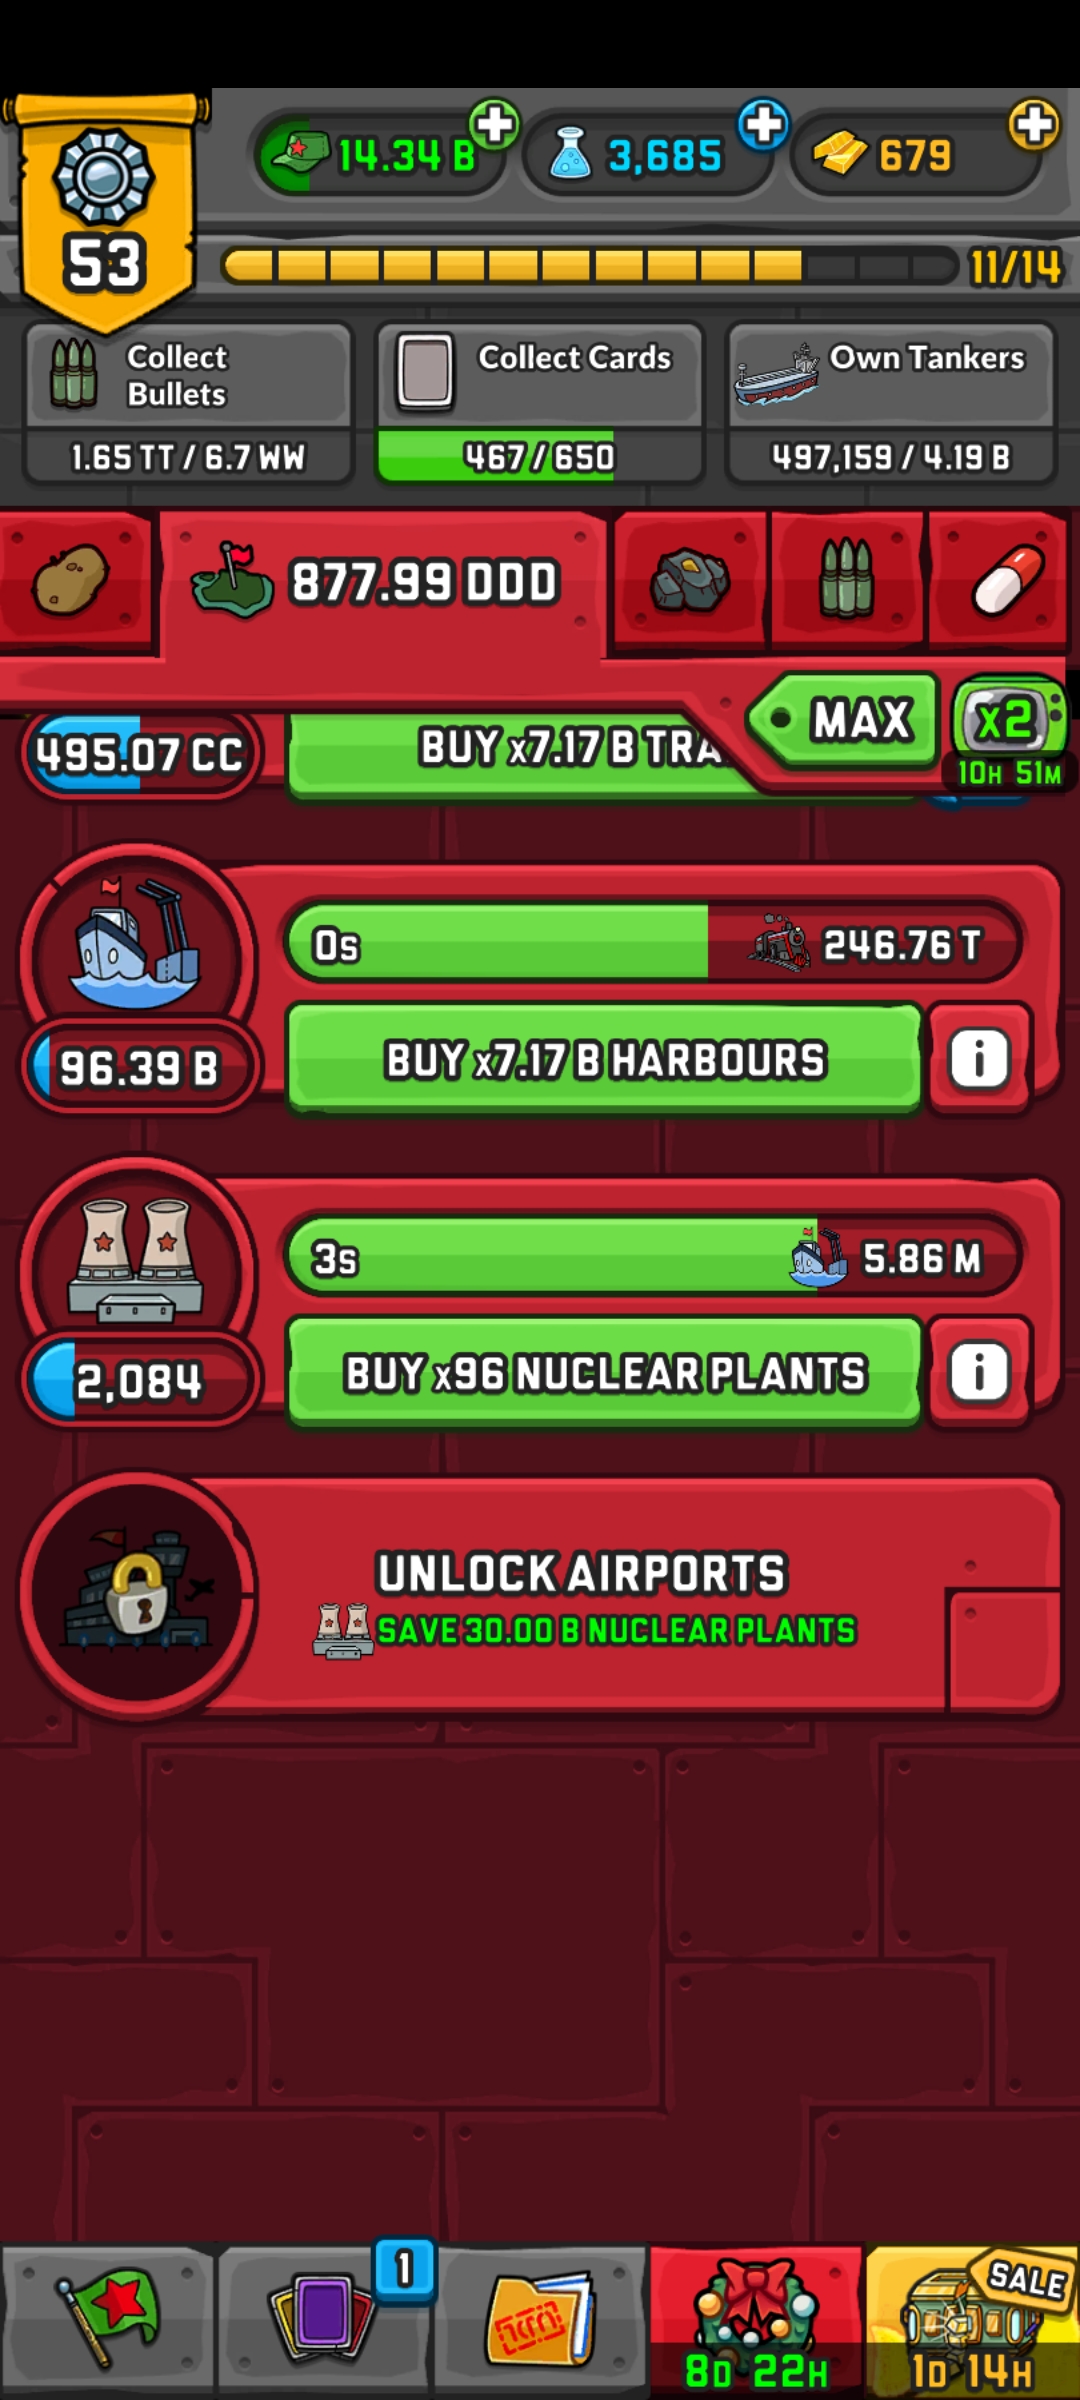 14.34 B
3,685
679
53
11/14
Collect
Bullets
Collect Cards
Own Tankers
1.65 TT / 6.7 WW
467 / 650
497,159 / 4.19 B
877.99 DDD
MAX
x2
10H 51M
495.07 CC
BUY x7.17 B TRA
0s
246.76 T
96.39 B
BUY x7.17 B HARBOURS
i
3s
5.86 M
2,084
BUY x96 NUCLEAR PLANTS
i
UNLOCK AIRPORTS
SAVE 30.00 B NUCLEAR PLANTS
1
SALE
8D 22H
1D 14H